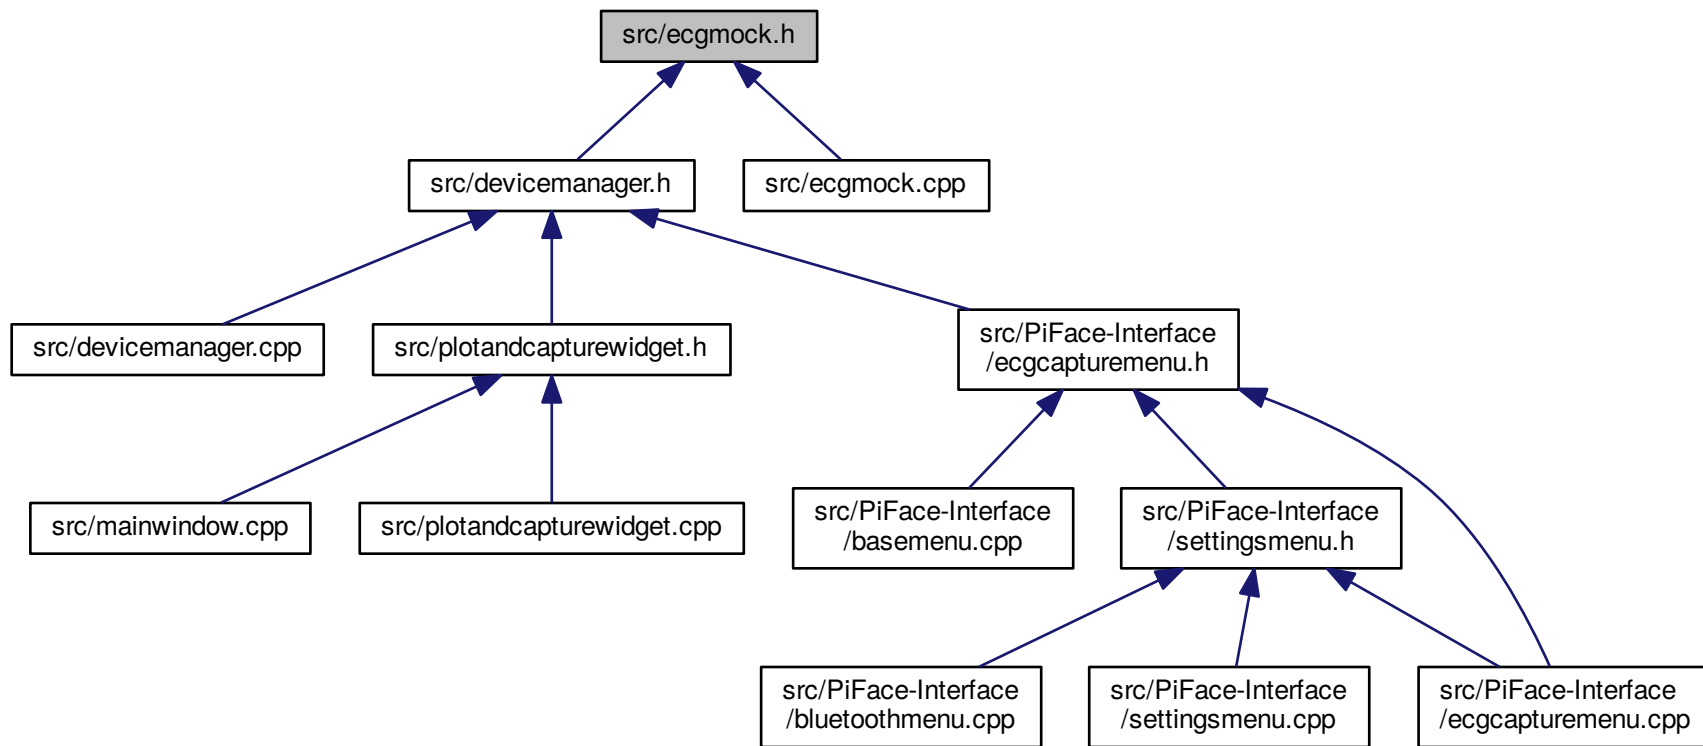 src/ecgmock.h
src/devicemanager.h
src/ecgmock.cpp
src/devicemanager.cpp
src/plotandcapturewidget.h
src/PiFace-Interface
/ecgcapturemenu.h
src/mainwindow.cpp
src/plotandcapturewidget.cpp
src/PiFace-Interface
/basemenu.cpp
src/PiFace-Interface
/settingsmenu.h
src/PiFace-Interface
/bluetoothmenu.cpp
src/PiFace-Interface
/settingsmenu.cpp
src/PiFace-Interface
/ecgcapturemenu.cpp